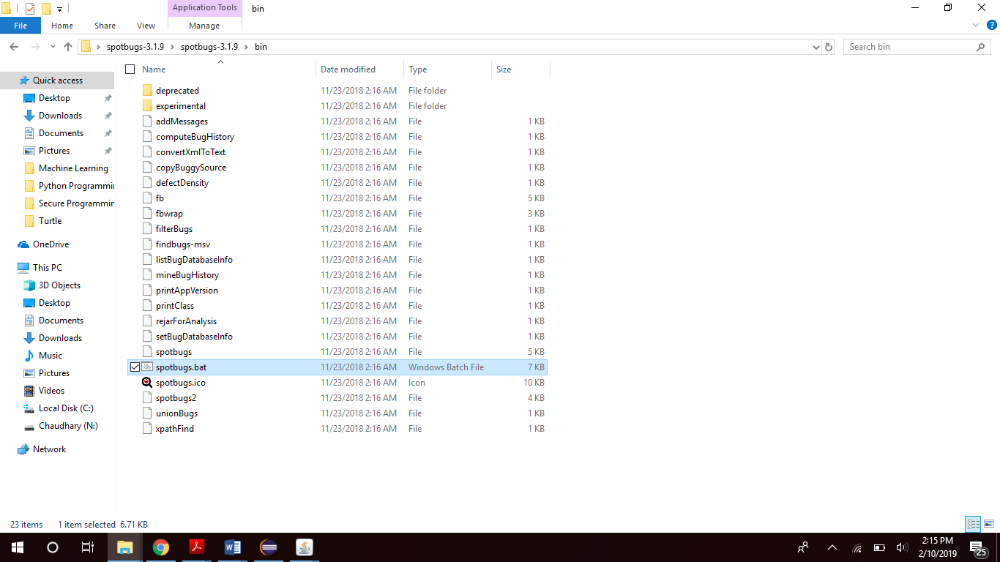 Application Tools
bin
File Home Share View Manage
spotbugs-3.1.9 spotbugs-3.1.9 bin
Search bin
Name Date modified Type Size
Quick access
Desktop
Downloads
Documents
Pictures
Machine Learning
Python Programmin
Secure Programmin
Turtle
OneDrive
This PC
3D Objects
Desktop
Documents
Downloads
Music
Pictures
Videos
Local Disk (C:)
Chaudhary (N:)
Network
deprecated 11/23/2018 2:16 AM File folder
experimental 11/23/2018 2:16 AM File folder
addMessages 11/23/2018 2:16 AM File 1 KB
computeBugHistory 11/23/2018 2:16 AM File 1 KB
convertXmlToText 11/23/2018 2:16 AM File 1 KB
copyBuggySource 11/23/2018 2:16 AM File 1 KB
defectDensity 11/23/2018 2:16 AM File 1 KB
fb 11/23/2018 2:16 AM File 5 KB
fbwrap 11/23/2018 2:16 AM File 3 KB
filterBugs 11/23/2018 2:16 AM File 1 KB
findbugs-msv 11/23/2018 2:16 AM File 1 KB
listBugDatabaseInfo 11/23/2018 2:16 AM File 1 KB
mineBugHistory 11/23/2018 2:16 AM File 1 KB
printAppVersion 11/23/2018 2:16 AM File 1 KB
printClass 11/23/2018 2:16 AM File 1 KB
rejarForAnalysis 11/23/2018 2:16 AM File 1 KB
setBugDatabaseInfo 11/23/2018 2:16 AM File 1 KB
spotbugs 11/23/2018 2:16 AM File 5 KB
spotbugs.bat 11/23/2018 2:16 AM Windows Batch File 7 KB
spotbugs.ico 11/23/2018 2:16 AM Icon 10 KB
spotbugs2 11/23/2018 2:16 AM File 4 KB
unionBugs 11/23/2018 2:16 AM File 1 KB
xpathFind 11/23/2018 2:16 AM File 1 KB
23 items 1 item selected 6.71 KB
2:15 PM
2/10/2019
25